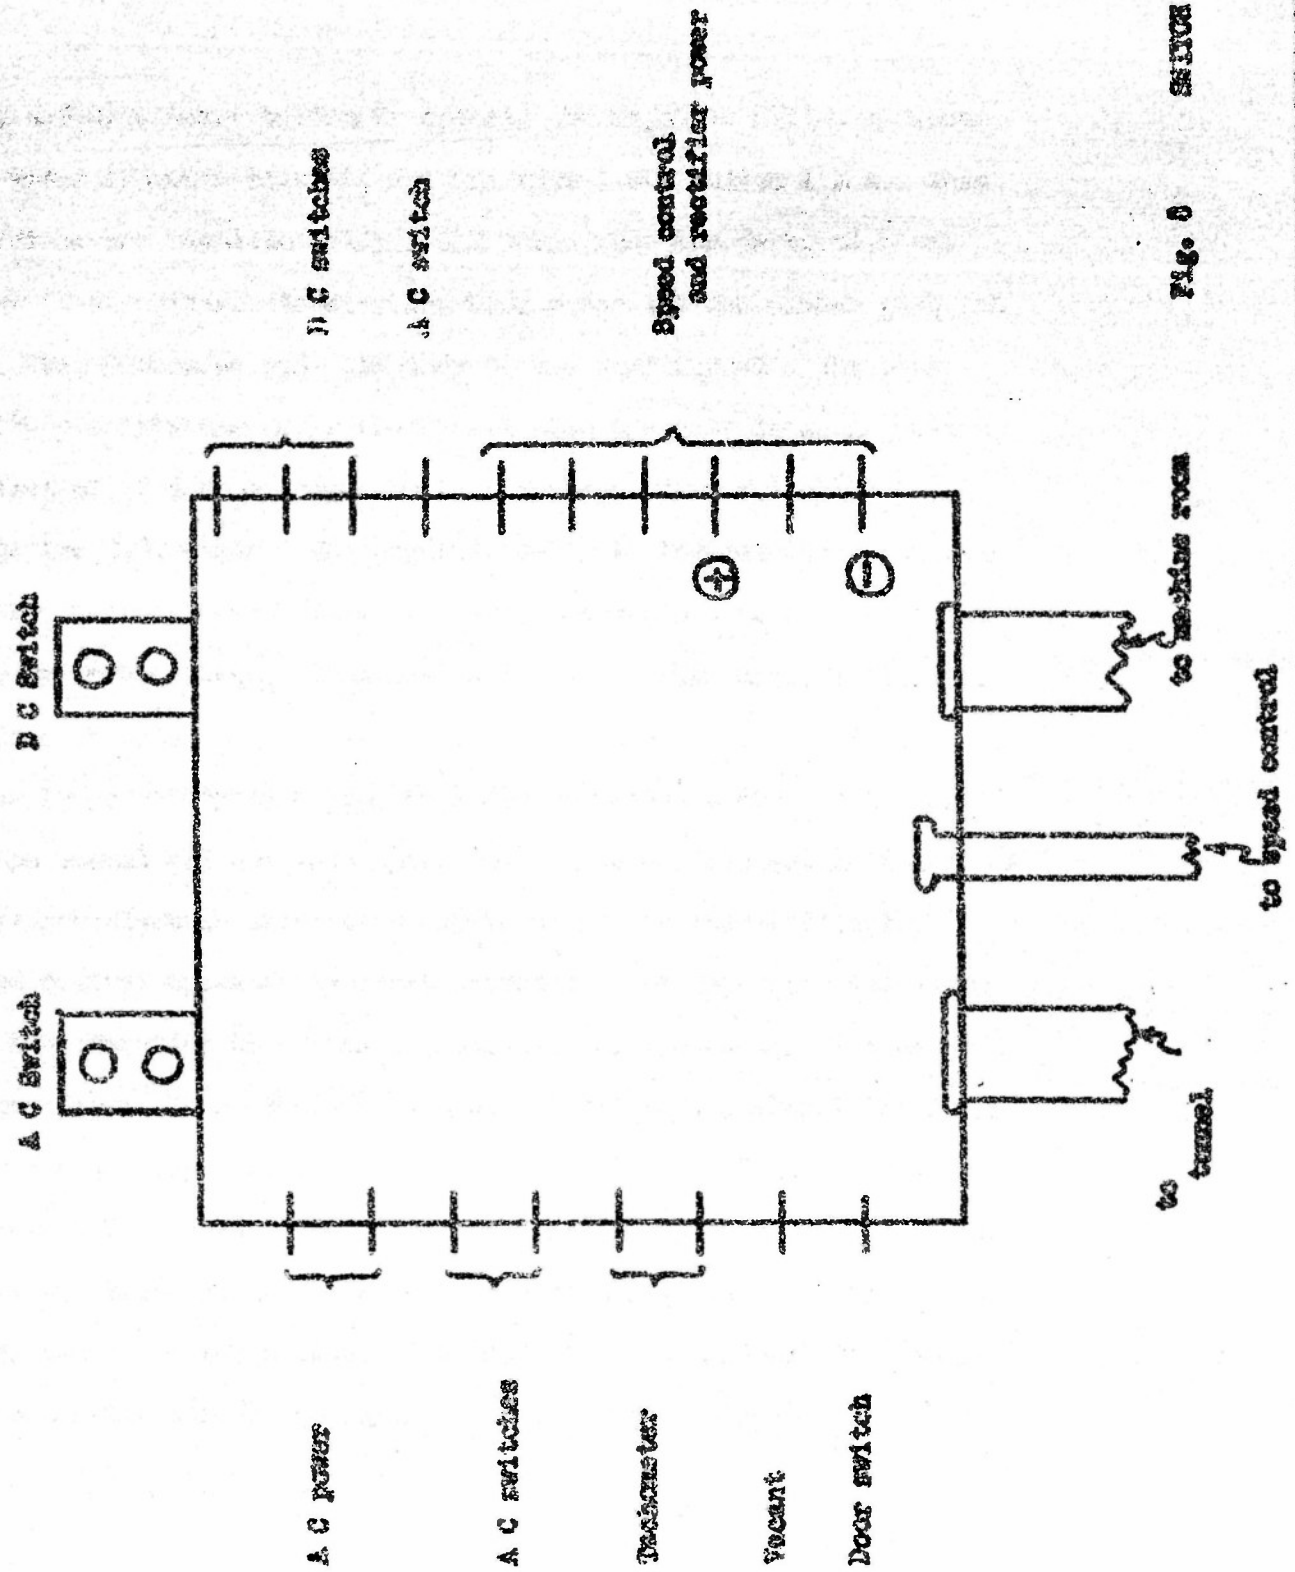 A C Switch
D C Switch
A C power
A C switches
Tachometer
Vacant
Door switch
D C switches
A C switch
Speed control
and rectifier power
to
tunnel
to speed control
to machine room
Fig. 8 SWITCH